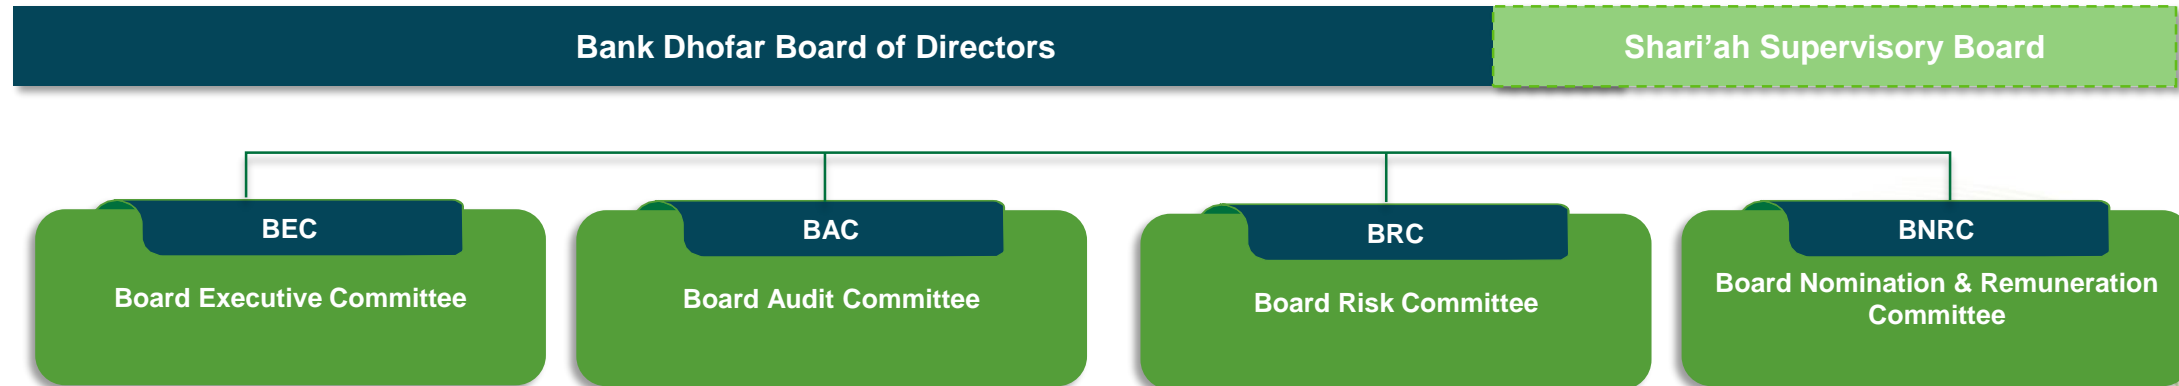 Bank Dhofar Board of Directors
Shari’ah Supervisory Board
BEC
Board Executive Committee
BAC
Board Audit Committee
BRC
Board Risk Committee
BNRC
Board Nomination & Remuneration
Committee